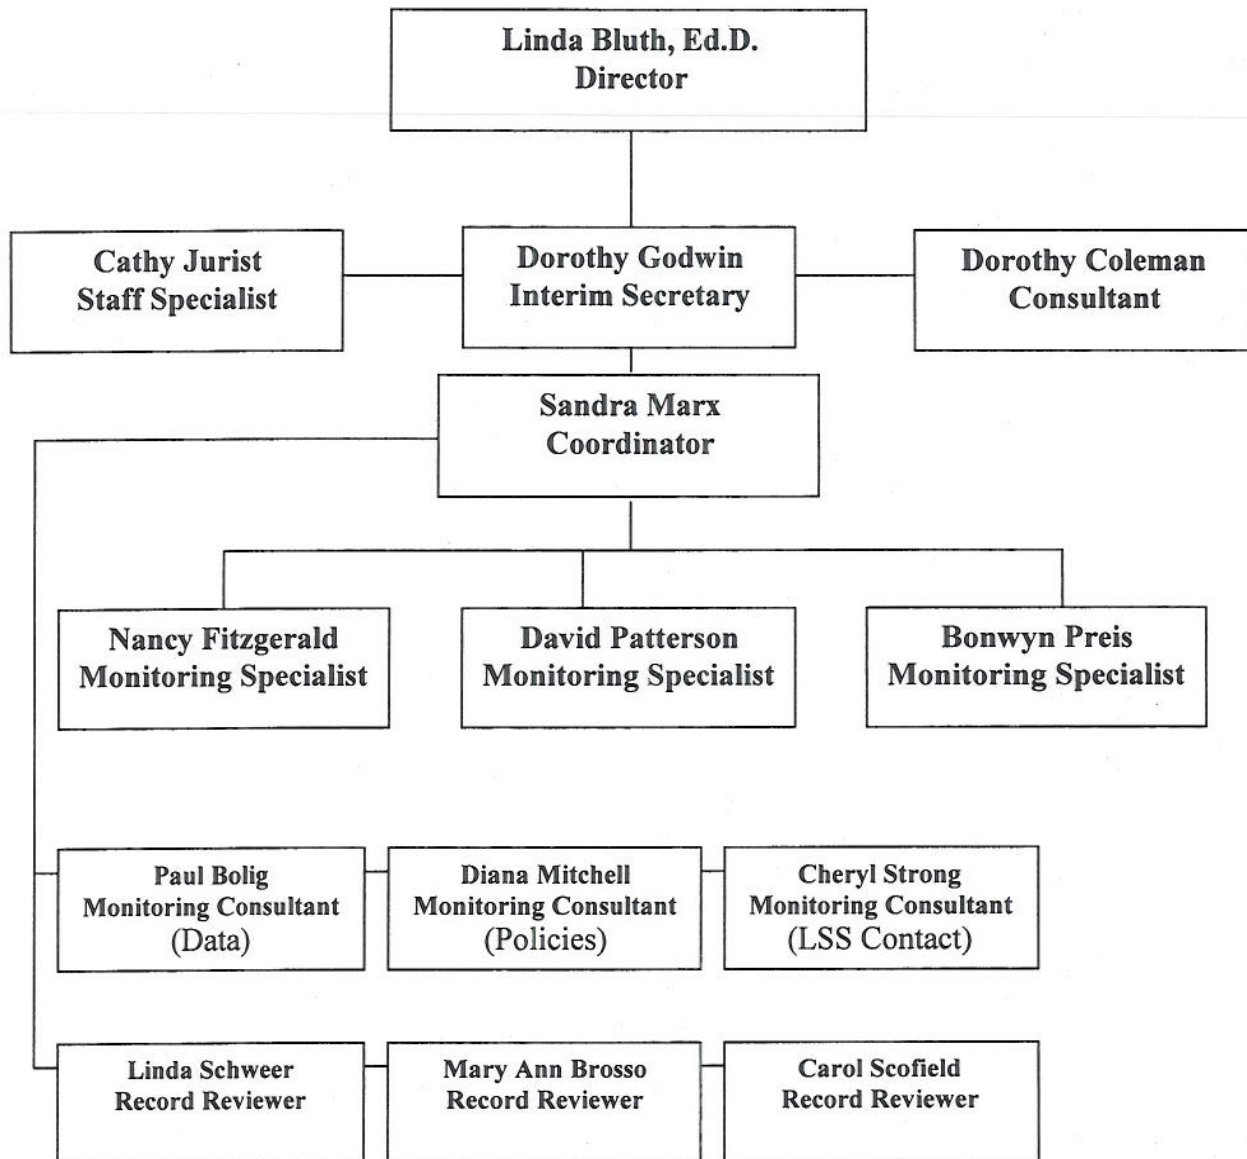 Linda Bluth, Ed.D.
Director
Cathy Jurist
Staff Specialist
Dorothy Godwin
Interim Secretary
Dorothy Coleman
Consultant
Sandra Marx
Coordinator
Nancy Fitzgerald
Monitoring Specialist
David Patterson
Monitoring Specialist
Bonwyn Preis
Monitoring Specialist
Paul Bolig
Monitoring Consultant
(Data)
Diana Mitchell
Monitoring Consultant
(Policies)
Cheryl Strong
Monitoring Consultant
(LSS Contact)
Linda Schweer
Record Reviewer
Mary Ann Brosso
Record Reviewer
Carol Scofield
Record Reviewer